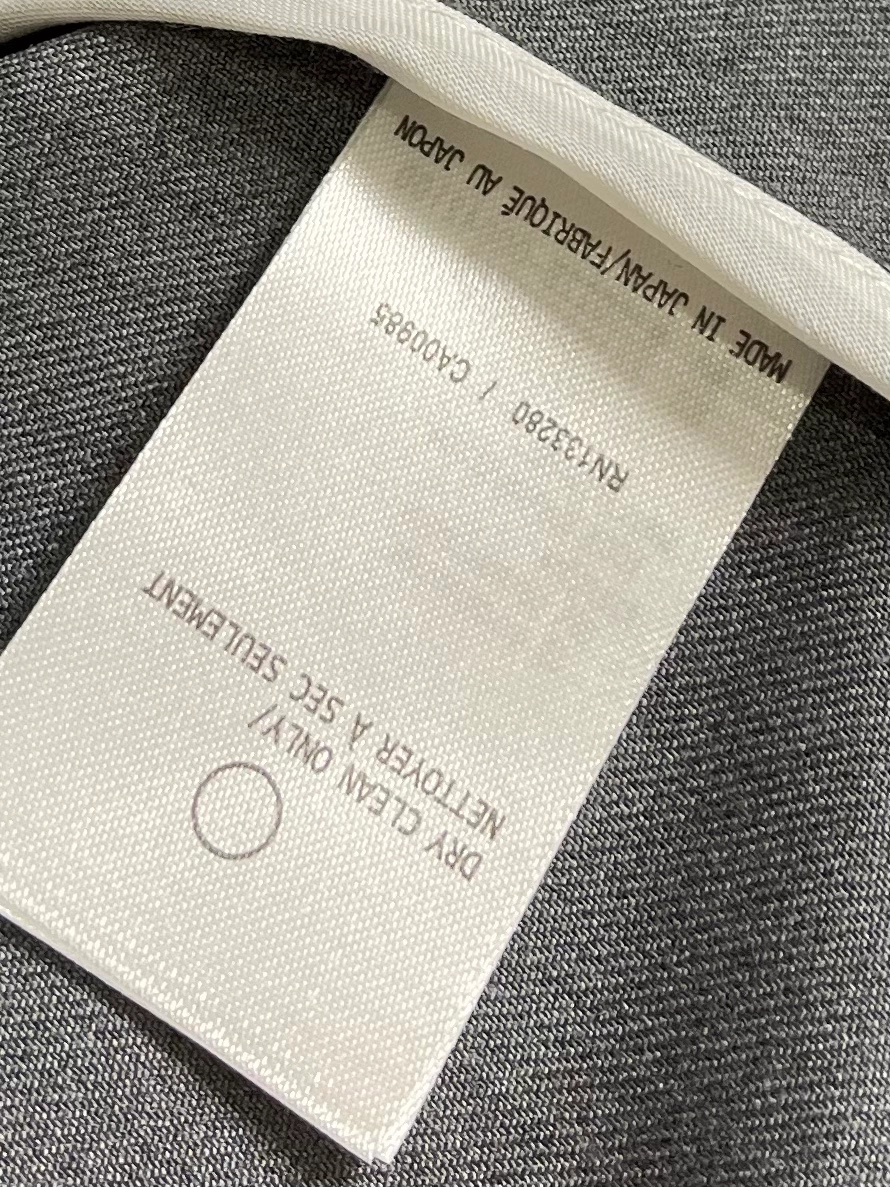 DRY CLEAN ONLY/
NETTOYER A SEC SEULEMENT
RN133280 / CA00985
MADE IN JAPAN/FABRIQUÉ AU JAPON